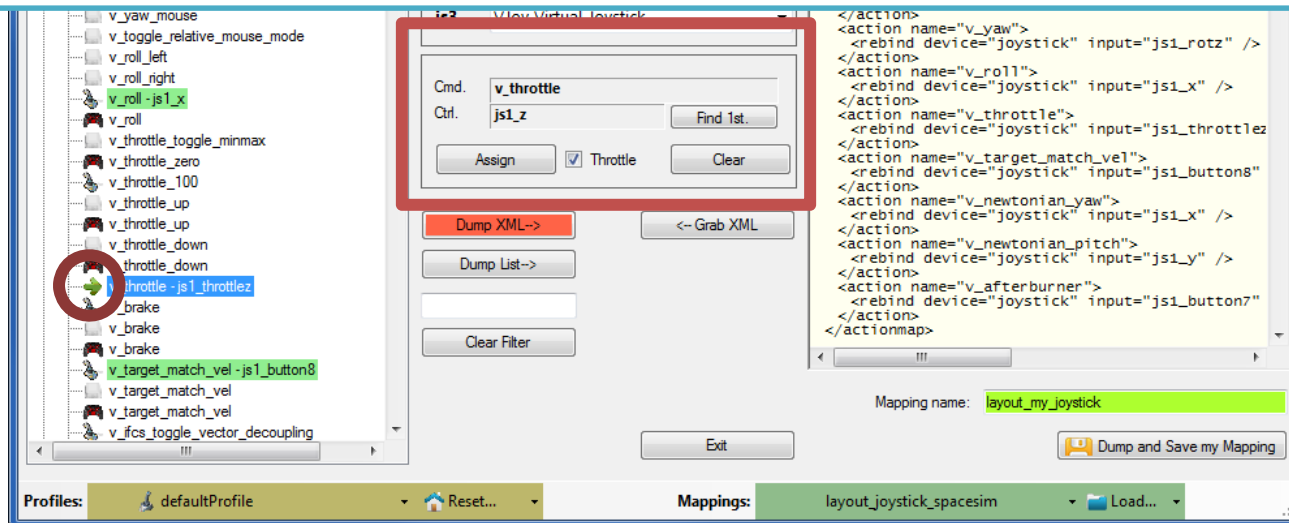 v_yaw_mouse
v_toggle_relative_mouse_mode
v_roll_left
v_roll_right
v_roll - js1_x
v_roll
v_throttle_toggle_minmax
v_throttle_zero
v_throttle_100
v_throttle_up
v_throttle_up
v_throttle_down
v_throttle_down
v_throttle - js1_throttlez
v_brake
v_brake
v_brake
v_target_match_vel - js1_button8
v_target_match_vel
v_target_match_vel
v_ifcs_toggle_vector_decoupling
js3 VJoy Virtual Joystick
Cmd. v_throttle
Ctrl. js1_z Find 1st.
Assign Throttle Clear
Dump XML--> <-- Grab XML
Dump List-->
Clear Filter
Exit
</action>
<action name="v_yaw">
<rebind device="joystick" input="js1_rotz" />
</action>
<action name="v_roll">
<rebind device="joystick" input="js1_x" />
</action>
<action name="v_throttle">
<rebind device="joystick" input="js1_throttlez
</action>
<action name="v_target_match_vel">
<rebind device="joystick" input="js1_button8"
</action>
<action name="v_newtonian_yaw">
<rebind device="joystick" input="js1_x" />
</action>
<action name="v_newtonian_pitch">
<rebind device="joystick" input="js1_y" />
</action>
<action name="v_afterburner">
<rebind device="joystick" input="js1_button7"
</action>
</actionmap>
Mapping name: layout_my_joystick
Dump and Save my Mapping
Profiles: defaultProfile Reset... Mappings: layout_joystick_spacesim Load...